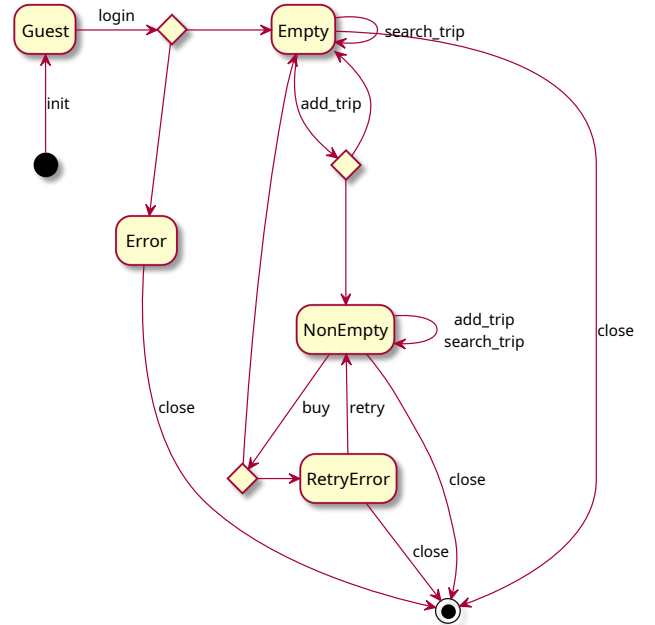 login
Guest
Empty
search_trip
init
add_trip
Error
NonEmpty
add_trip
search_trip
close
close
buy
retry
RetryError
close
close